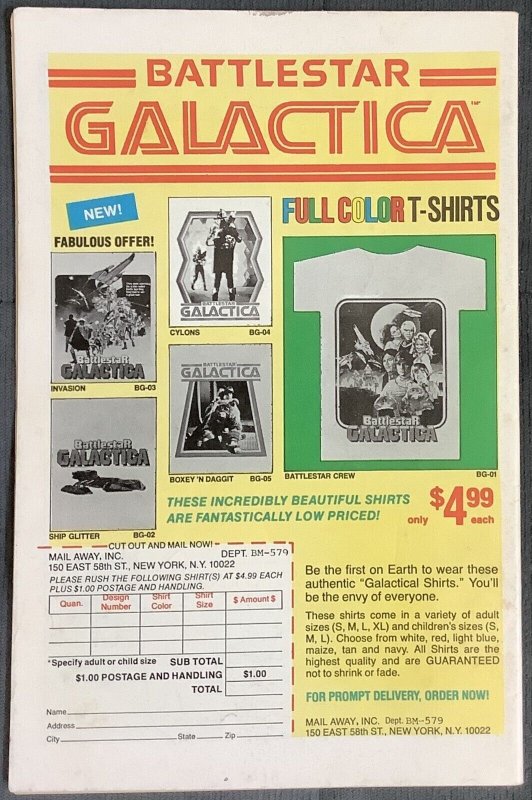 BATTLESTAR
GALACTICA™
NEW!
FABULOUS OFFER!
FULL COLOR T-SHIRTS
Battlestar
GALACTICA
INVASION BG-03
BATTLESTAR
GALACTICA
CYLONS BG-04
Battlestar
GALACTICA
SHIP GLITTER BG-02
BATTLESTAR
GALACTICA
BOXEY 'N DAGGIT BG-05
Battlestar
GALACTICA
BATTLESTAR CREW BG-01
THESE INCREDIBLY BEAUTIFUL SHIRTS
ARE FANTASTICALLY LOW PRICED!
only $4.99 each
CUT OUT AND MAIL NOW!
MAIL AWAY, INC. DEPT. BM-579
150 EAST 58th ST., NEW YORK, N.Y. 10022
PLEASE RUSH THE FOLLOWING SHIRT(S) AT $4.99 EACH
PLUS $1.00 POSTAGE AND HANDLING.
Quan. Design Number Shirt Color Shirt Size $ Amount $
*Specify adult or child size SUB TOTAL
$1.00 POSTAGE AND HANDLING $1.00
TOTAL
Name
Address
City State Zip
Be the first on Earth to wear these
authentic "Galactical Shirts." You'll
be the envy of everyone.
These shirts come in a variety of adult
sizes (S, M, L, XL) and children's sizes (S,
M, L). Choose from white, red, light blue,
maize, tan and navy. All Shirts are the
highest quality and are GUARANTEED
not to shrink or fade.
FOR PROMPT DELIVERY, ORDER NOW!
MAIL AWAY, INC. Dept. BM-579
150 EAST 58th ST., NEW YORK, N.Y. 10022